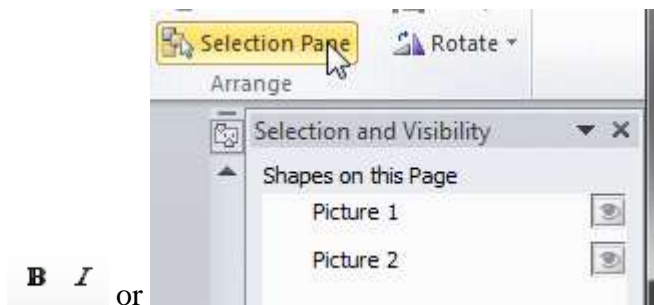 Selection Pane Rotate
Arrange
Selection and Visibility
Shapes on this Page
Picture 1
Picture 2
B I or